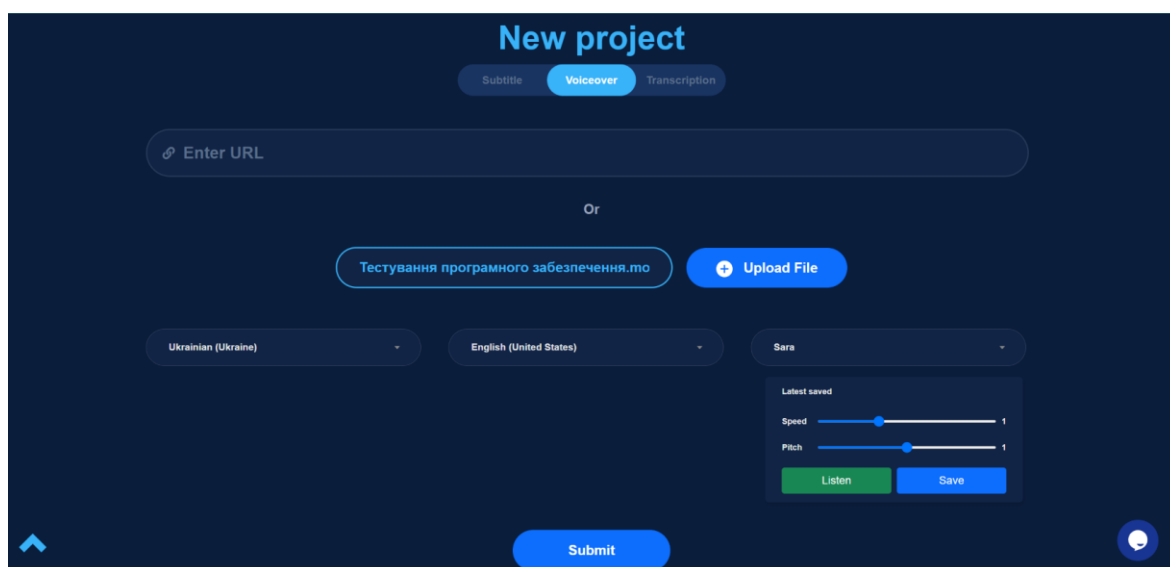 New project
Subtitle Voiceover Transcription
Enter URL
Or
Тестування програмного забезпечення.mo
Upload File
Ukrainian (Ukraine) English (United States) Sara
Latest saved
Speed 1
Pitch 1
Listen Save
Submit